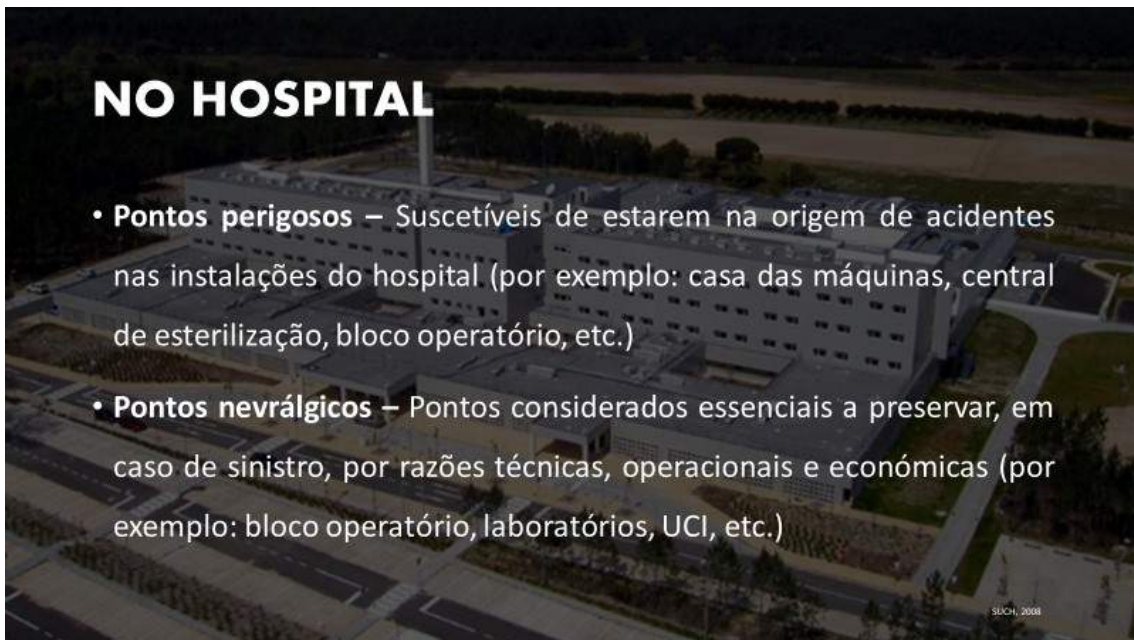 NO HOSPITAL
• Pontos perigosos – Suscetíveis de estarem na origem de acidentes
nas instalações do hospital (por exemplo: casa das máquinas, central
de esterilização, bloco operatório, etc.)
• Pontos nevrálgicos – Pontos considerados essenciais a preservar, em
caso de sinistro, por razões técnicas, operacionais e económicas (por
exemplo: bloco operatório, laboratórios, UCI, etc.)
SUCH, 2008